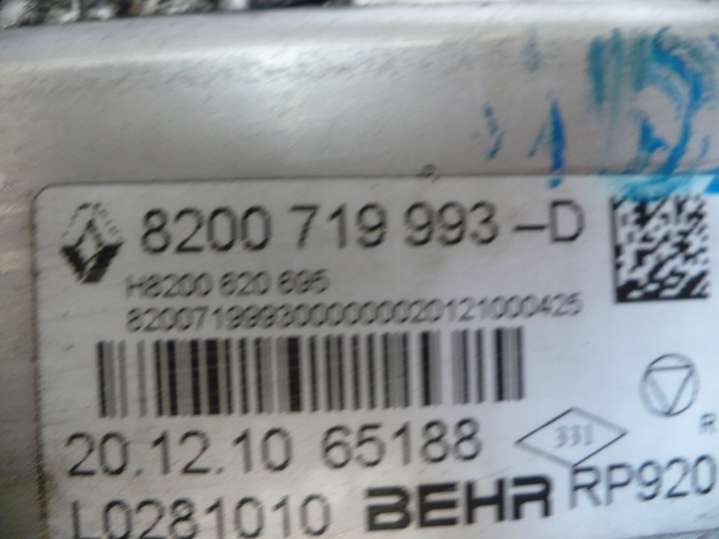 8200 719 993 –D
H8200 620 695
8200719993000000020121000425
20.12.10 65188 331 R
L0281010 BEHR RP920